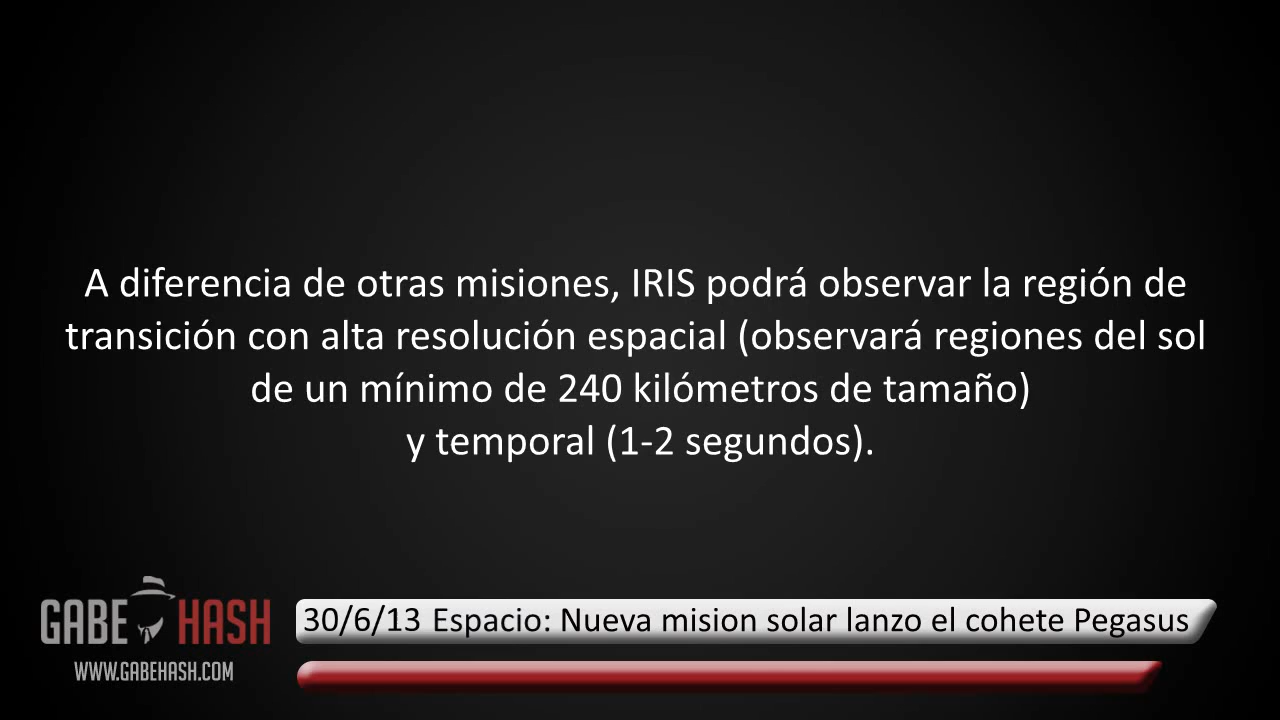 A diferencia de otras misiones, IRIS podrá observar la región de
transición con alta resolución espacial (observará regiones del sol
de un mínimo de 240 kilómetros de tamaño)
y temporal (1-2 segundos).
GABE HASH
WWW.GABEHASH.COM
30/6/13 Espacio: Nueva mision solar lanzo el cohete Pegasus